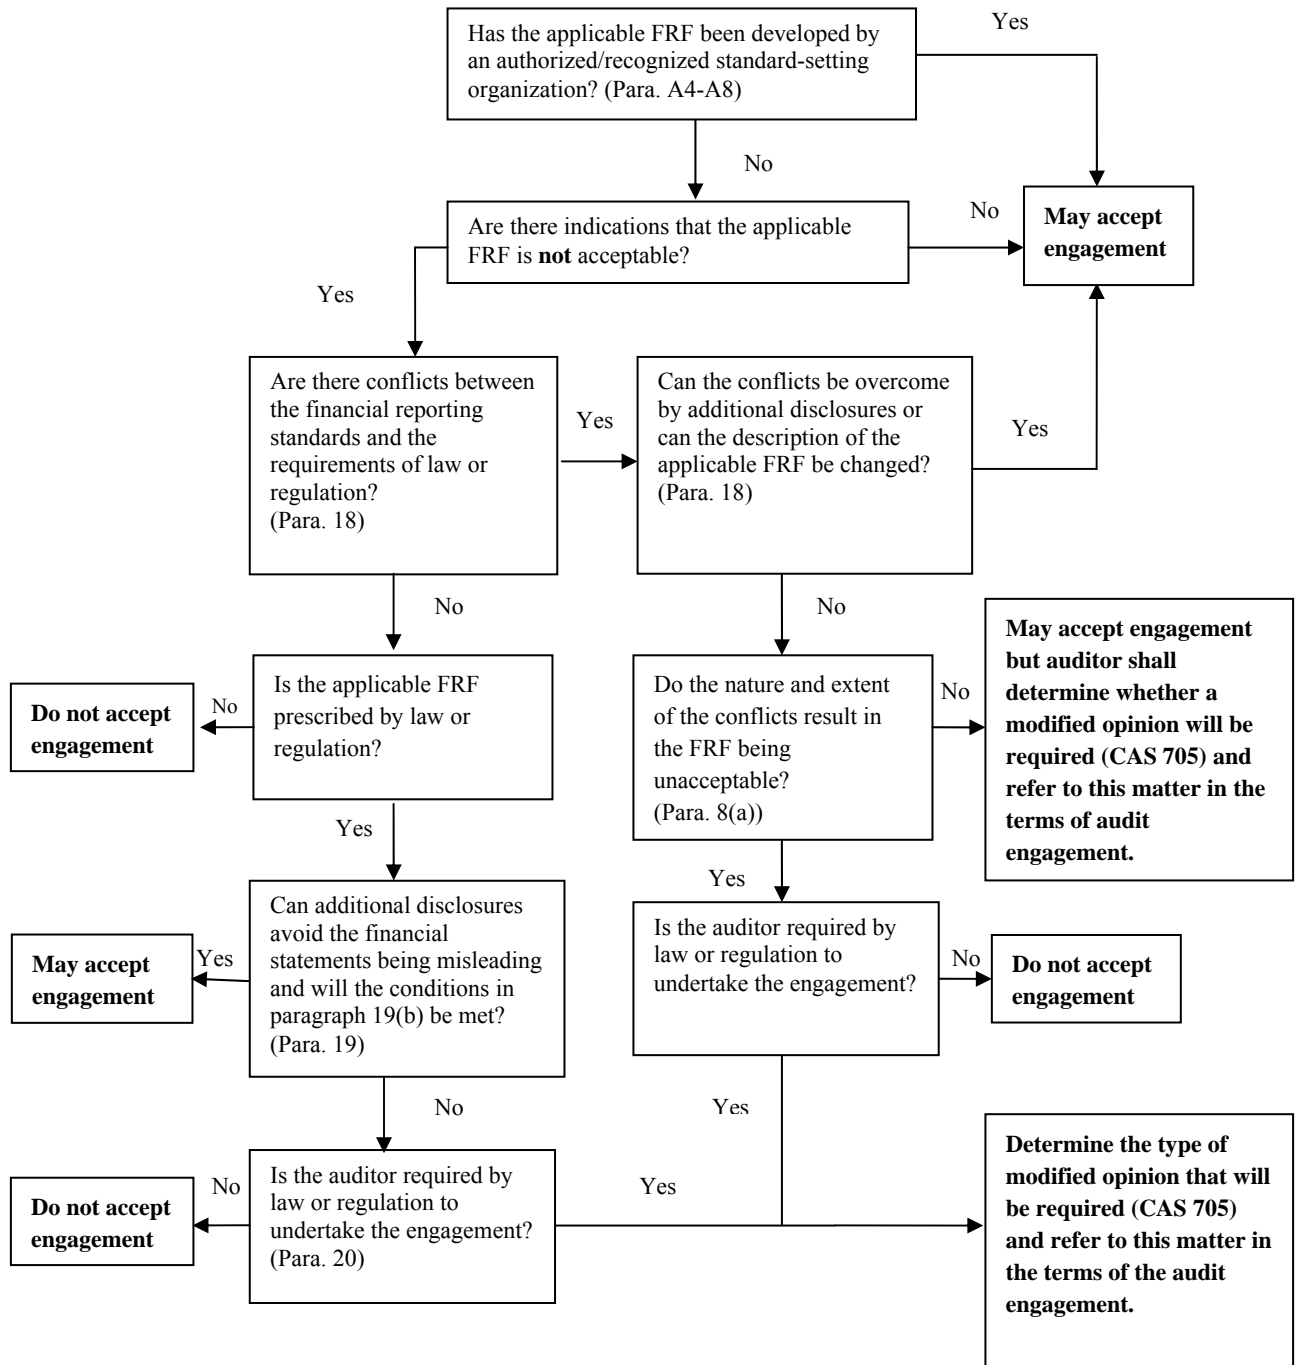 Has the applicable FRF been developed by
an authorized/recognized standard-setting
organization? (Para. A4-A8)
Yes
No
Are there indications that the applicable
FRF is not acceptable?
No
May accept
engagement
Yes
Are there conflicts between
the financial reporting
standards and the
requirements of law or
regulation?
(Para. 18)
Yes
Can the conflicts be overcome
by additional disclosures or
can the description of the
applicable FRF be changed?
(Para. 18)
Yes
No
No
Do not accept
engagement
No
Is the applicable FRF
prescribed by law or
regulation?
Do the nature and extent
of the conflicts result in
the FRF being
unacceptable?
(Para. 8(a))
No
May accept engagement
but auditor shall
determine whether a
modified opinion will be
required (CAS 705) and
refer to this matter in the
terms of audit
engagement.
Yes
Yes
May accept
engagement
Yes
Can additional disclosures
avoid the financial
statements being misleading
and will the conditions in
paragraph 19(b) be met?
(Para. 19)
Is the auditor required by
law or regulation to
undertake the engagement?
No
Do not accept
engagement
No
Yes
Do not accept
engagement
No
Is the auditor required by
law or regulation to
undertake the engagement?
(Para. 20)
Yes
Determine the type of
modified opinion that will
be required (CAS 705)
and refer to this matter in
the terms of the audit
engagement.